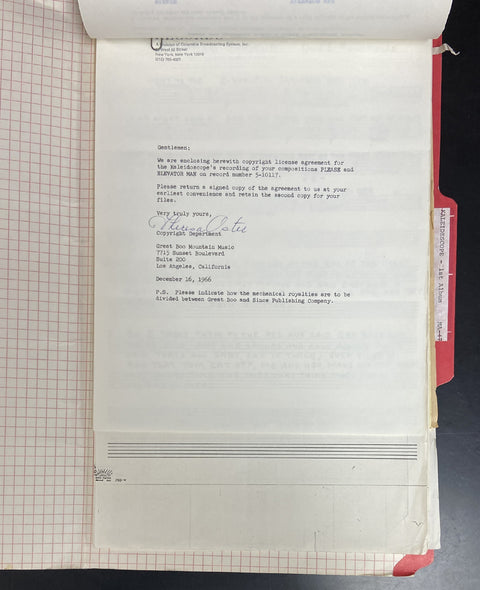 A Division of Columbia Broadcasting System, Inc.
New York, New York 10019
Gentlemen:
We are enclosing herewith copyright license agreement for
the Kaleidoscope's recording of your compositions PLEASE and
ELEVATOR MAN on record number 5-10117.
Please return a signed copy of the agreement to us at your
earliest convenience and retain the second copy for your
files.
Very truly yours,
Theresa Oster
Copyright Department
Great Boo Mountain Music
7715 Sunset Boulevard
Suite 200
Los Angeles, California
December 16, 1966
P.S. Please indicate how the mechanical royalties are to be
divided between Great Boo and Sinow Publishing Company.
KALEIDOSCOPE - 1st Album